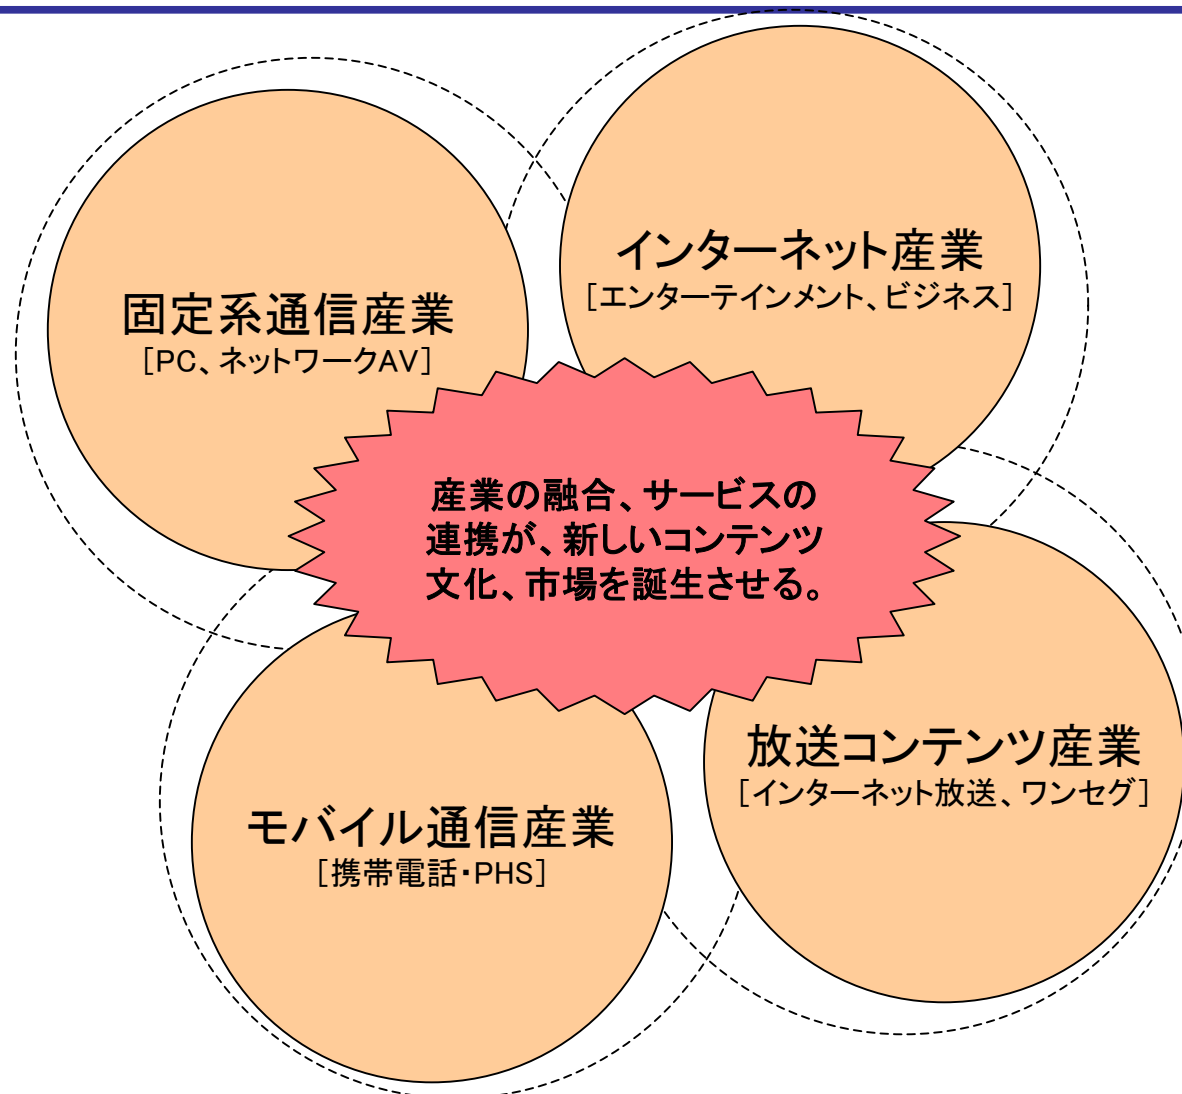 インターネット産業
[エンターテインメント、ビジネス]
固定系通信産業
[PC、ネットワークAV]
産業の融合、サービスの
連携が、新しいコンテンツ
文化、市場を誕生させる。
放送コンテンツ産業
[インターネット放送、ワンセグ]
モバイル通信産業
[携帯電話・PHS]